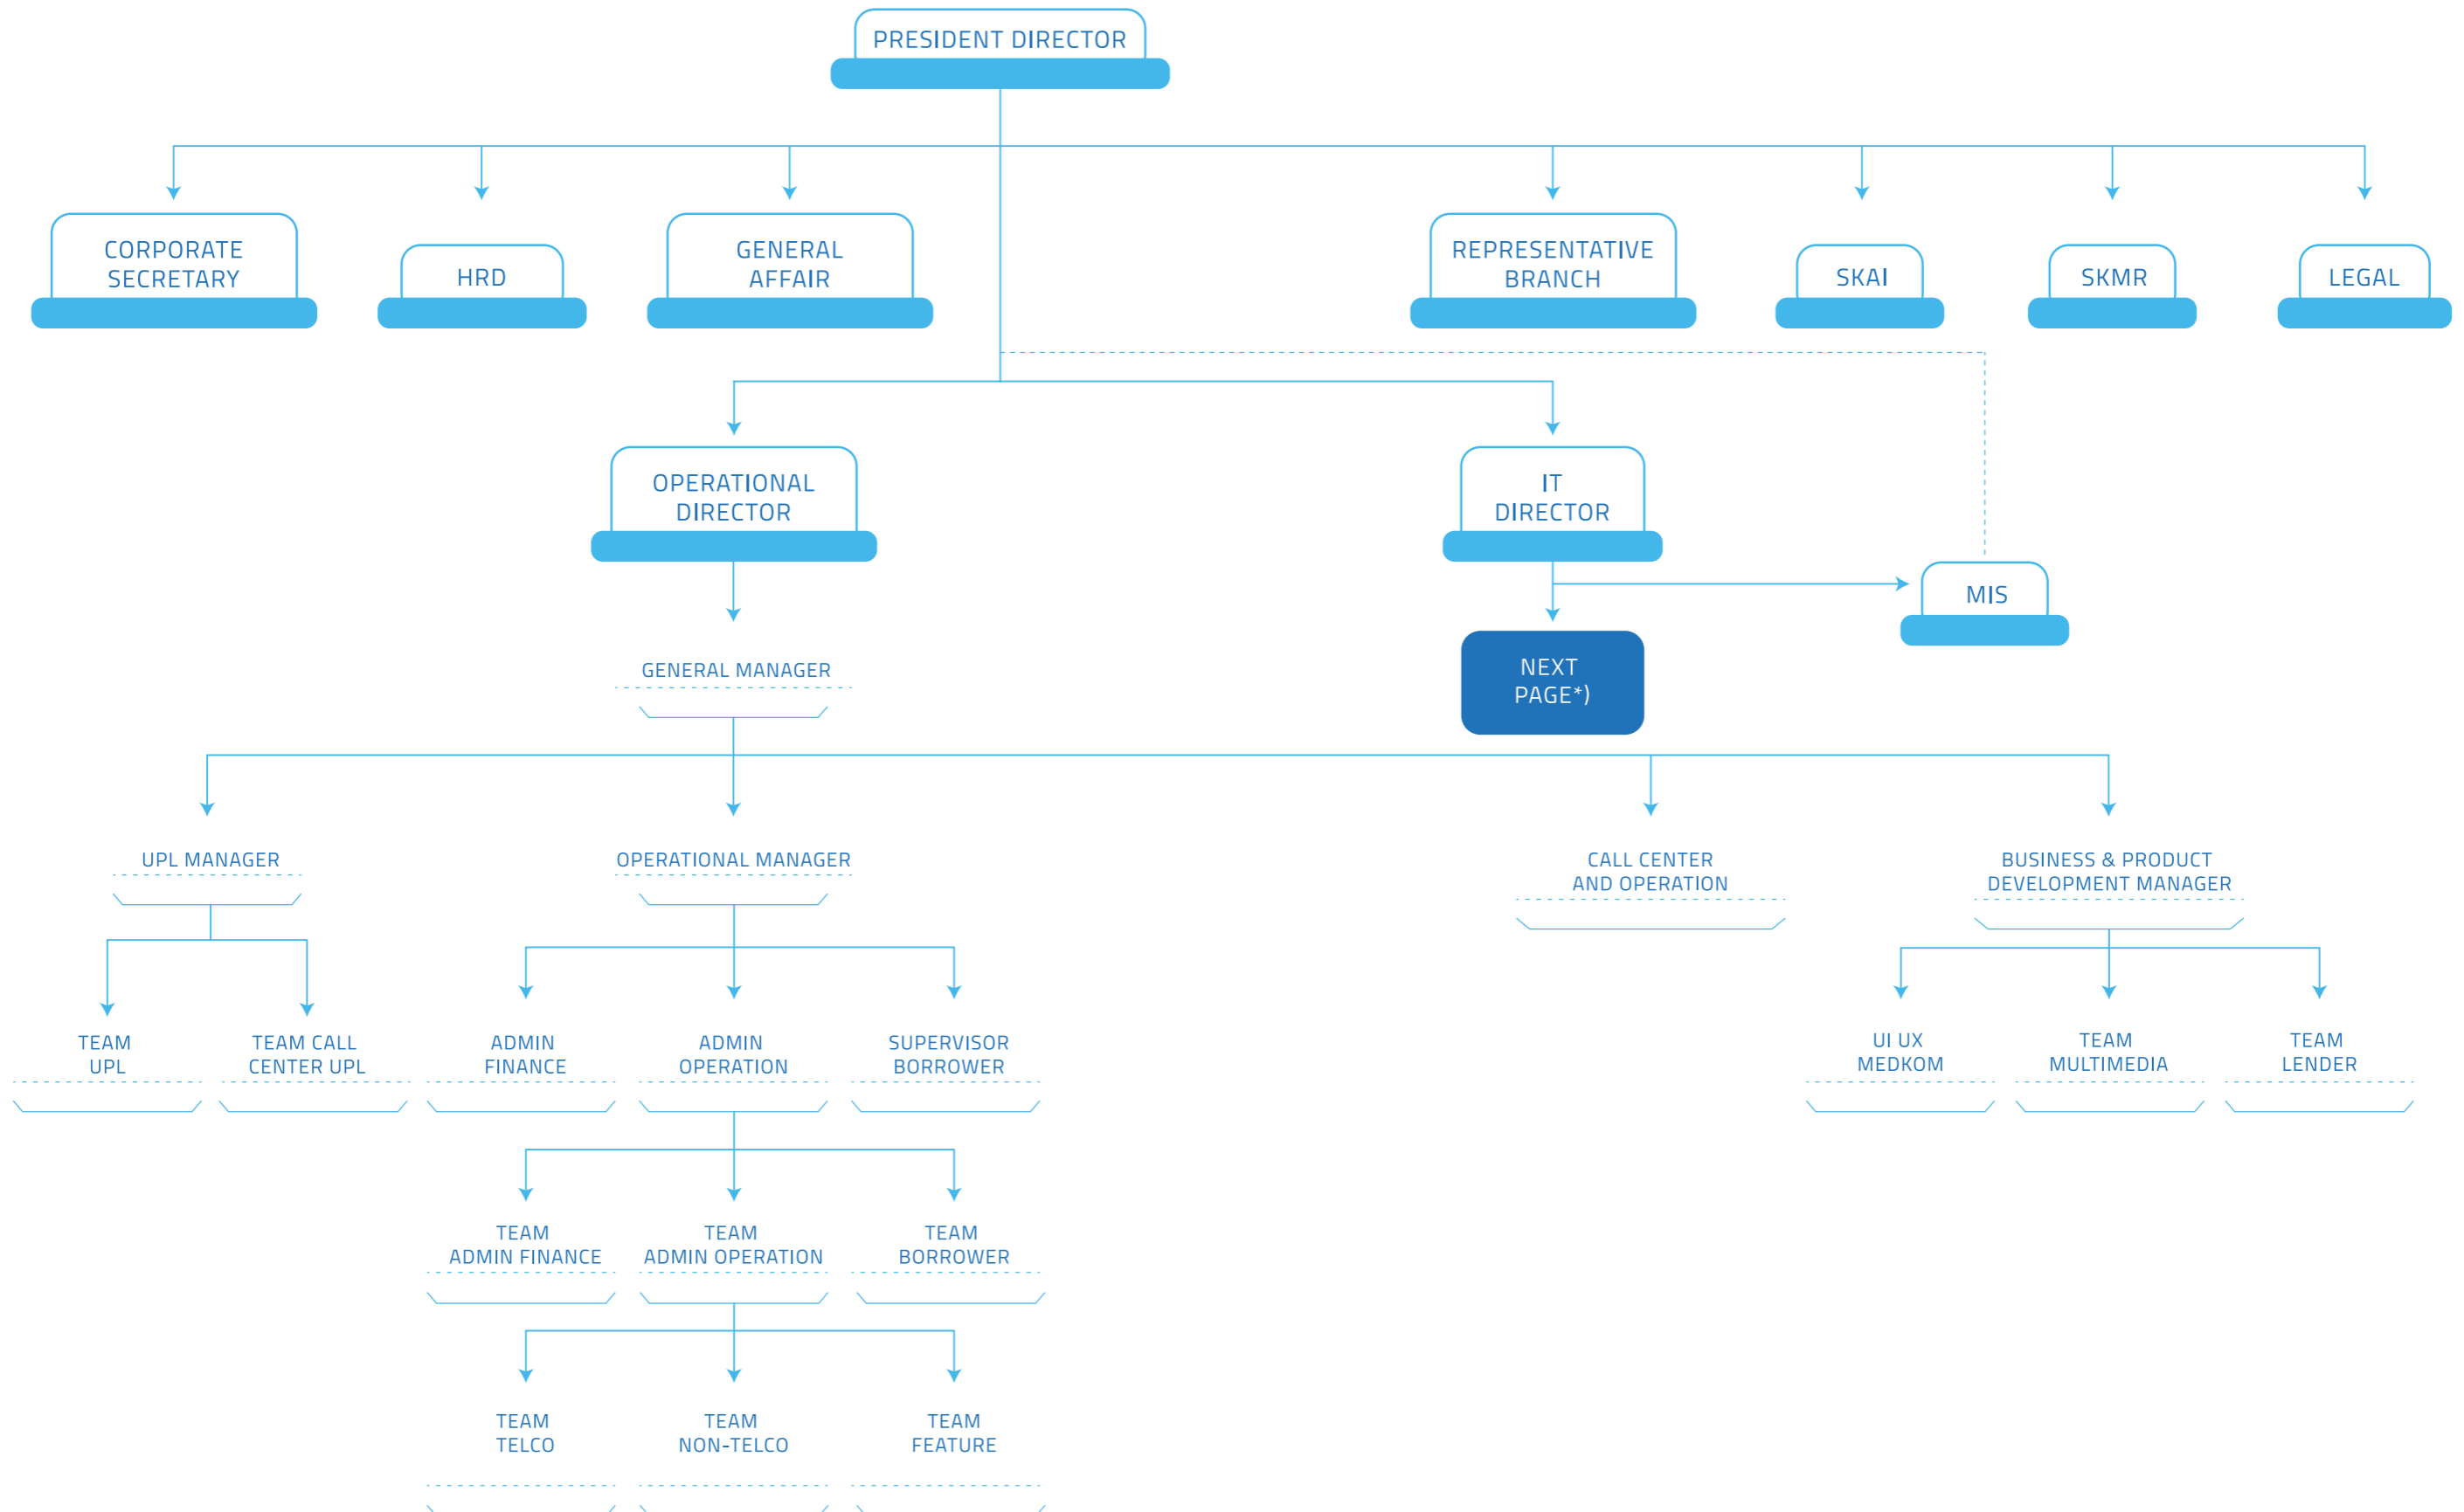 PRESIDENT DIRECTOR
CORPORATE
SECRETARY
HRD
GENERAL
AFFAIR
REPRESENTATIVE
BRANCH
SKAI
SKMR
LEGAL
OPERATIONAL
DIRECTOR
IT
DIRECTOR
MIS
GENERAL MANAGER
NEXT
PAGE*)
UPL MANAGER
OPERATIONAL MANAGER
CALL CENTER
AND OPERATION
BUSINESS & PRODUCT
DEVELOPMENT MANAGER
TEAM
UPL
TEAM CALL
CENTER UPL
ADMIN
FINANCE
ADMIN
OPERATION
SUPERVISOR
BORROWER
UI UX
MEDKOM
TEAM
MULTIMEDIA
TEAM
LENDER
TEAM
ADMIN FINANCE
TEAM
ADMIN OPERATION
TEAM
BORROWER
TEAM
TELCO
TEAM
NON-TELCO
TEAM
FEATURE